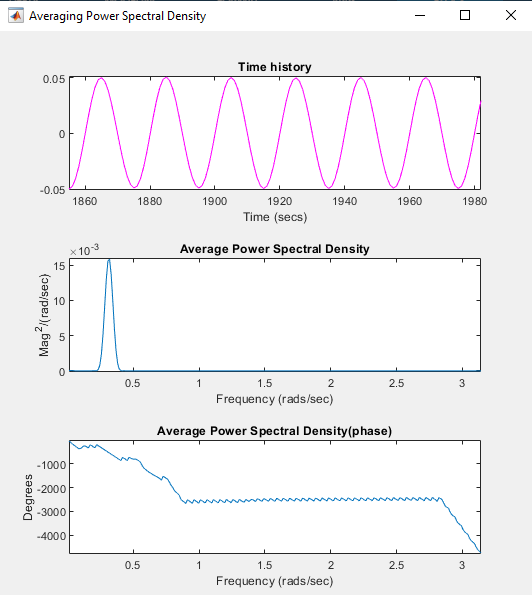 Averaging Power Spectral Density
Time history
0.05
0
-0.05
1860 1880 1900 1920 1940 1960 1980
Time (secs)
Average Power Spectral Density
×10⁻³
15
10
5
0
Mag²/(rad/sec)
0.5 1 1.5 2 2.5 3
Frequency (rads/sec)
Average Power Spectral Density(phase)
-1000
-2000
-3000
-4000
Degrees
0.5 1 1.5 2 2.5 3
Frequency (rads/sec)